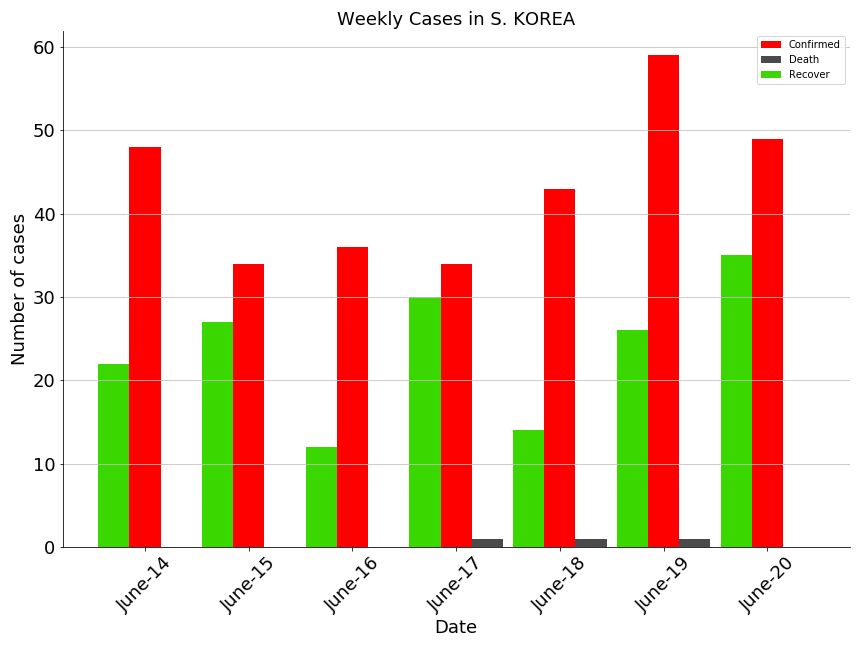 Weekly Cases in S. KOREA
Confirmed
Death
Recover
60
50
40
30
20
10
0
Number of cases
June-14
June-15
June-16
June-17
June-18
June-19
June-20
Date